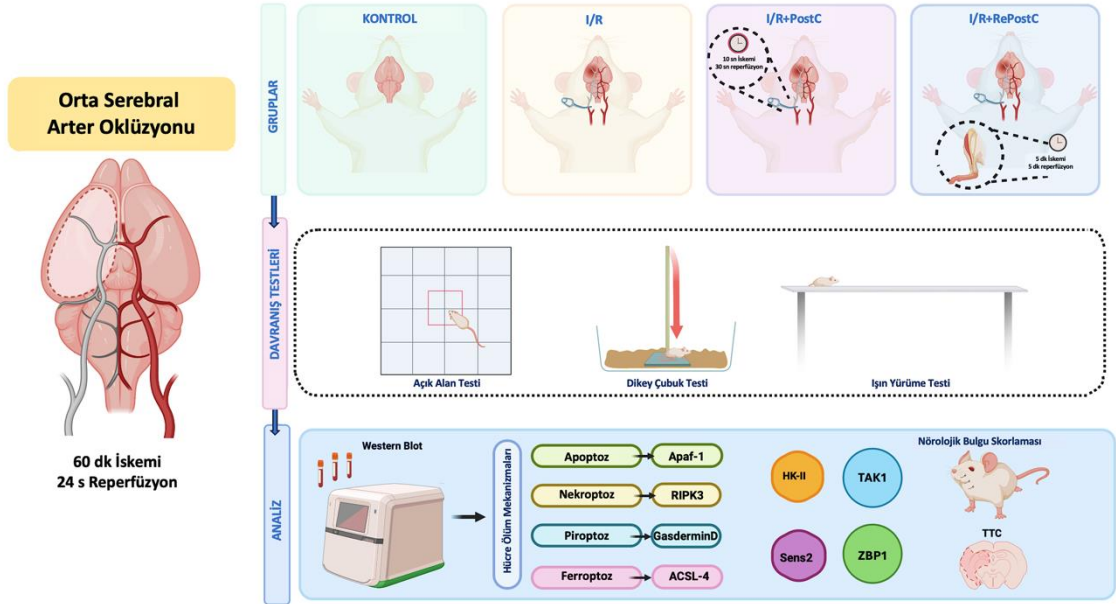 Orta Serebral
Arter Oklüzyonu
60 dk İskemi
24 s Reperfüzyon
GRUPLAR
KONTROL
I/R
I/R+PostC
10 sn İskemi
30 sn reperfüzyon
I/R+RePostC
5 dk İskemi
5 dk reperfüzyon
DAVRANIŞ TESTLERİ
Açık Alan Testi
Dikey Çubuk Testi
Işın Yürüme Testi
ANALİZ
Western Blot
Hücre Ölüm Mekanizmaları
Apoptoz
Apaf-1
Nekroptoz
RIPK3
Piroptoz
GasderminD
Ferroptoz
ACSL-4
HK-II
TAK1
Sens2
ZBP1
Nörolojik Bulgu Skorlaması
TTC